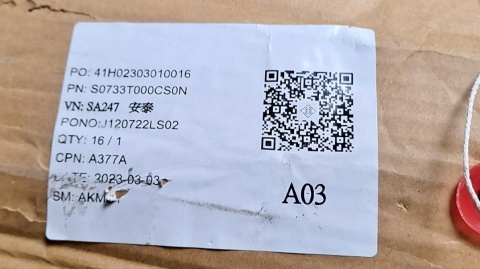 PO: 41H02303010016
PN: S0733T000CS0N
VN: SA247 安泰
PONO:J120722LS02
QTY: 16 / 1
CPN: A377A
DATE: 2023-03-03
SM: AKM
A03